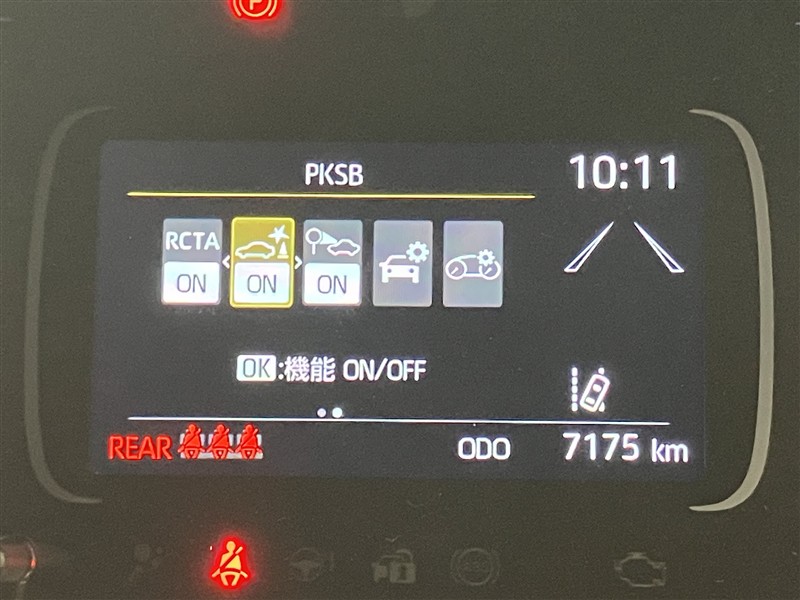 P
PKSB
10:11
RCTA
ON
ON
ON
OK:機能 ON/OFF
REAR
ODO 7175 km